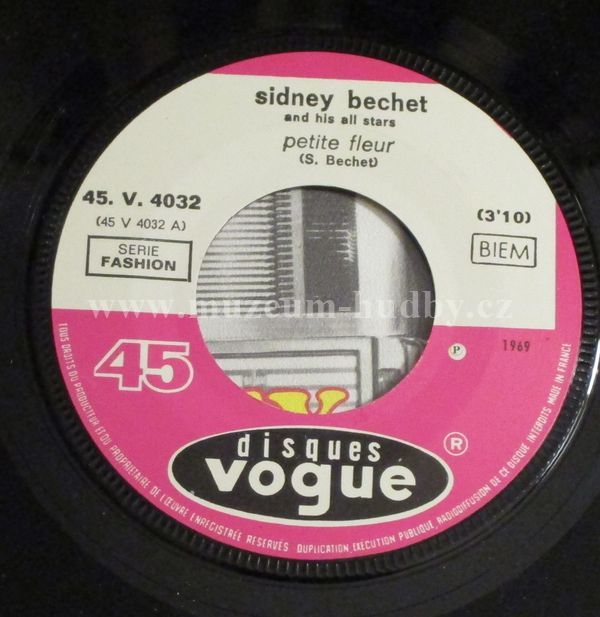 sidney bechet
and his all stars
petite fleur
(S. Bechet)
45. V. 4032
(45 V 4032 A)
SERIE
FASHION
(3'10)
BIEM
www.muzeum-hudby.cz
45
P
1969
disques
vogue
®
TOUS DROITS DU PRODUCTEUR ET DU PROPRIETAIRE DE L'ŒUVRE ENREGISTRÉE RESERVÉS DUPLICATION, EXÉCUTION PUBLIQUE, RADIODIFFUSION DE CE DISQUE INTERDITS MADE IN FRANCE